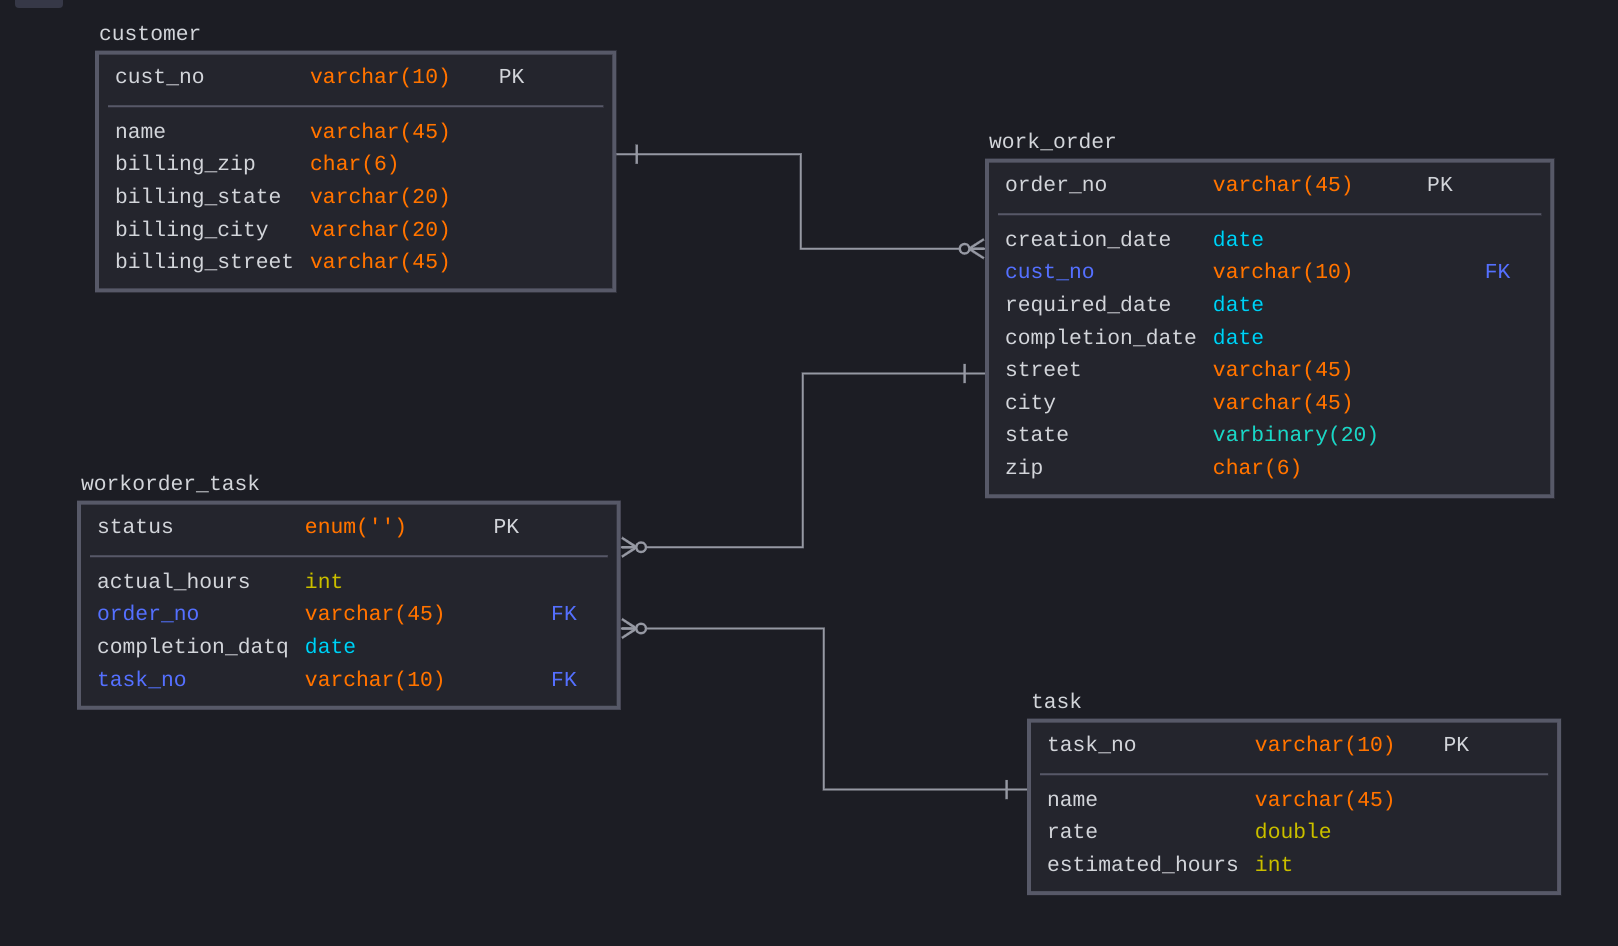 customer
cust_no varchar(10) PK
name varchar(45)
billing_zip char(6)
billing_state varchar(20)
billing_city varchar(20)
billing_street varchar(45)
work_order
order_no varchar(45) PK
creation_date date
cust_no varchar(10) FK
required_date date
completion_date date
street varchar(45)
city varchar(45)
state varbinary(20)
zip char(6)
workorder_task
status enum('') PK
actual_hours int
order_no varchar(45) FK
completion_datq date
task_no varchar(10) FK
task
task_no varchar(10) PK
name varchar(45)
rate double
estimated_hours int